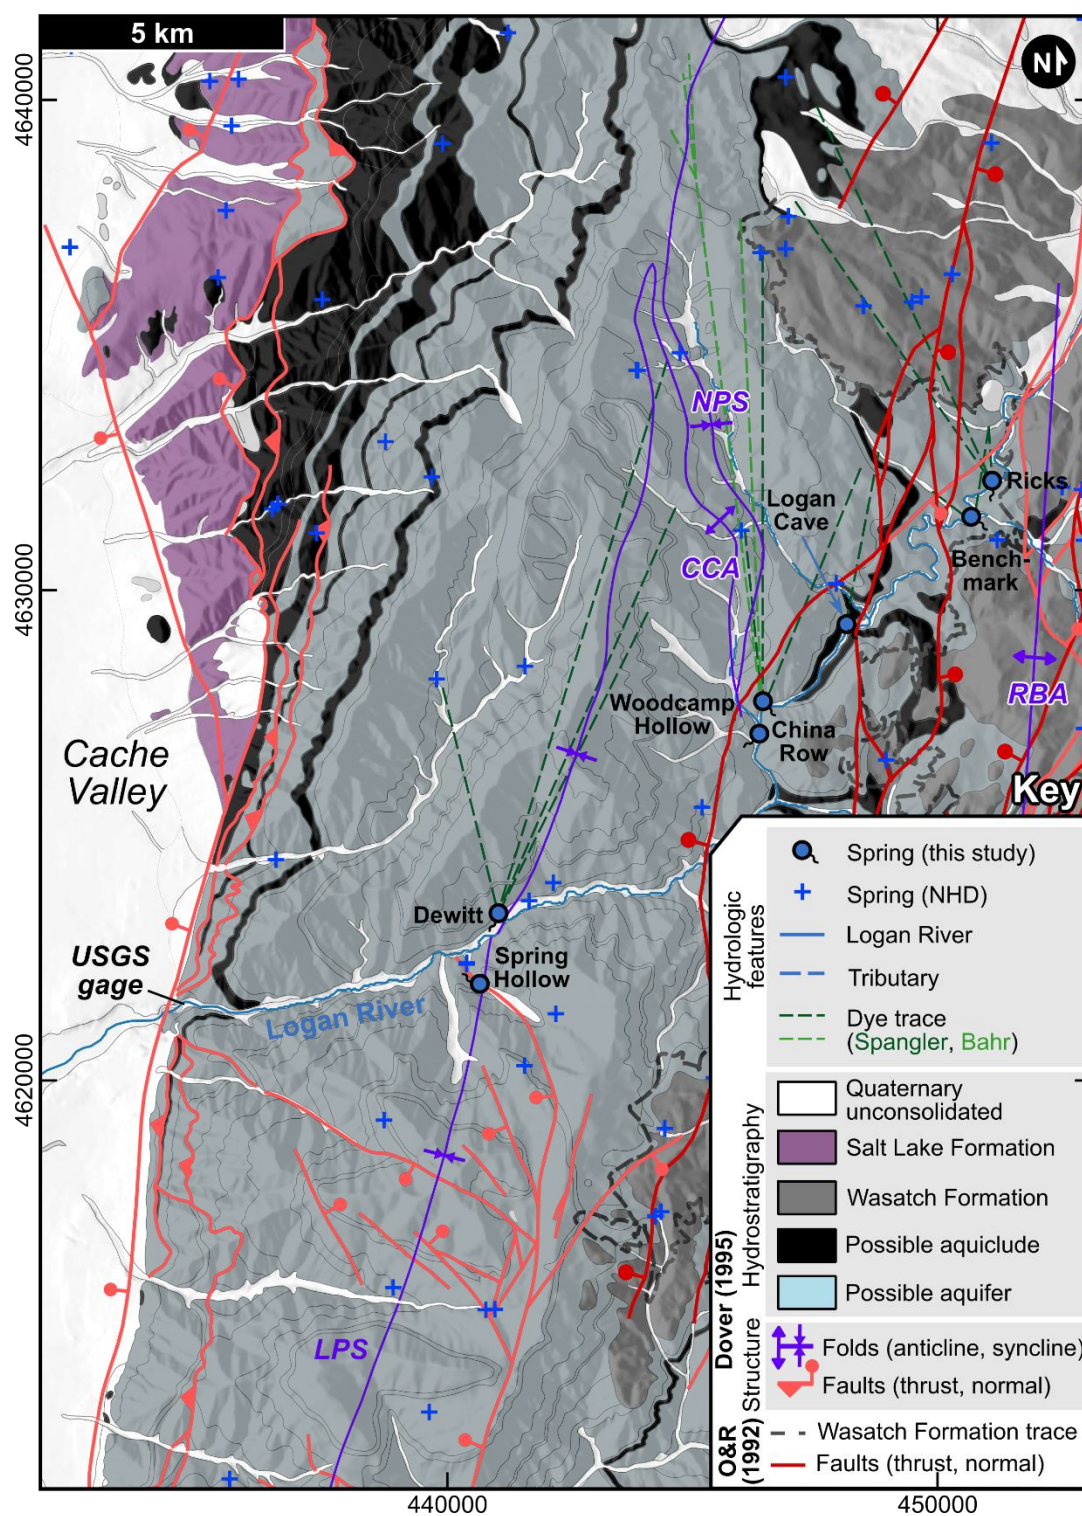 5 km
N
4640000
4630000
4620000
NPS
Logan
Cave
CCA
Ricks
Bench-
mark
RBA
Woodcamp
Hollow
China
Row
Cache
Valley
Dewitt
Spring
Hollow
USGS
gage
Logan River
LPS
440000
450000
Key
Hydrologic
features
Spring (this study)
Spring (NHD)
Logan River
Tributary
Dye trace
(Spangler, Bahr)
Dover (1995)
Hydrostratigraphy
Quaternary
unconsolidated
Salt Lake Formation
Wasatch Formation
Possible aquiclude
Possible aquifer
Structure
Folds (anticline, syncline)
Faults (thrust, normal)
O&R
(1992)
Wasatch Formation trace
Faults (thrust, normal)